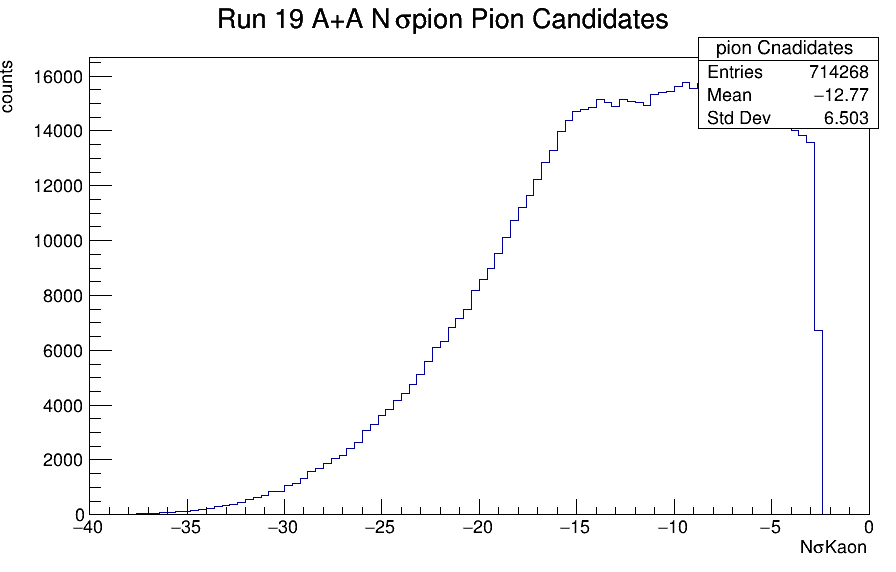 Run 19 A+A N σpion Pion Candidates
pion Cnadidates
Entries 714268
Mean −12.77
Std Dev 6.503
counts
16000
14000
12000
10000
8000
6000
4000
2000
0
−40 −35 −30 −25 −20 −15 −10 −5 0
NσKaon